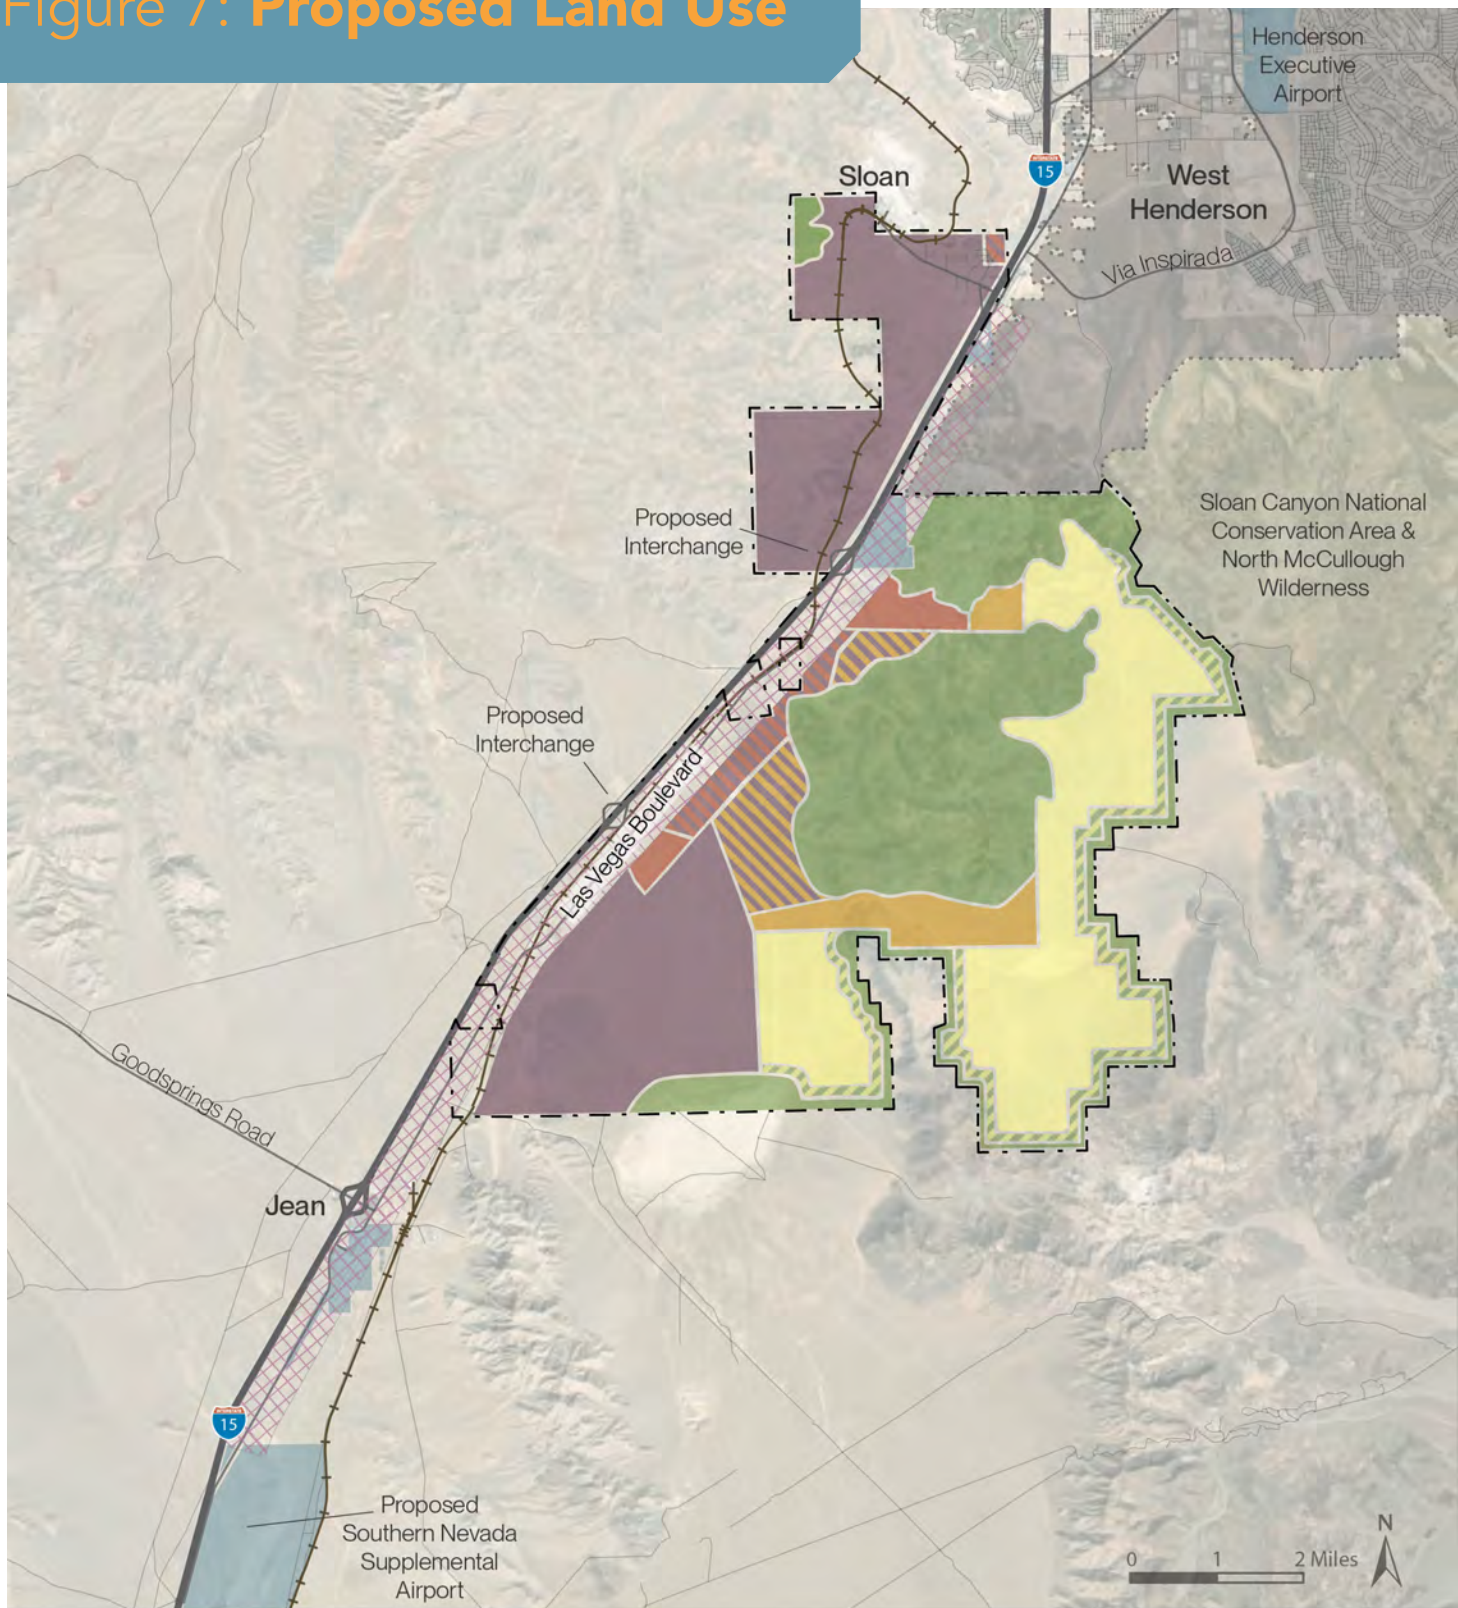 Figure 7: Proposed Land Use
Henderson
Executive
Airport
15
Sloan
West
Henderson
Via Inspirada
Proposed
Interchange
Sloan Canyon National
Conservation Area &
North McCullough
Wilderness
Proposed
Interchange
Las Vegas Boulevard
Goodsprings Road
Jean
15
Proposed
Southern Nevada
Supplemental
Airport
N
0 1 2 Miles